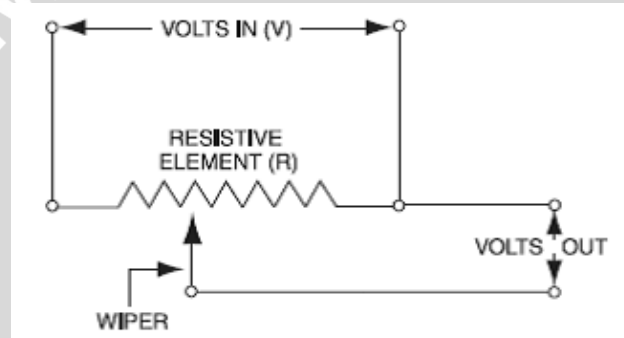 VOLTS IN (V)
RESISTIVE
ELEMENT (R)
VOLTS OUT
WIPER